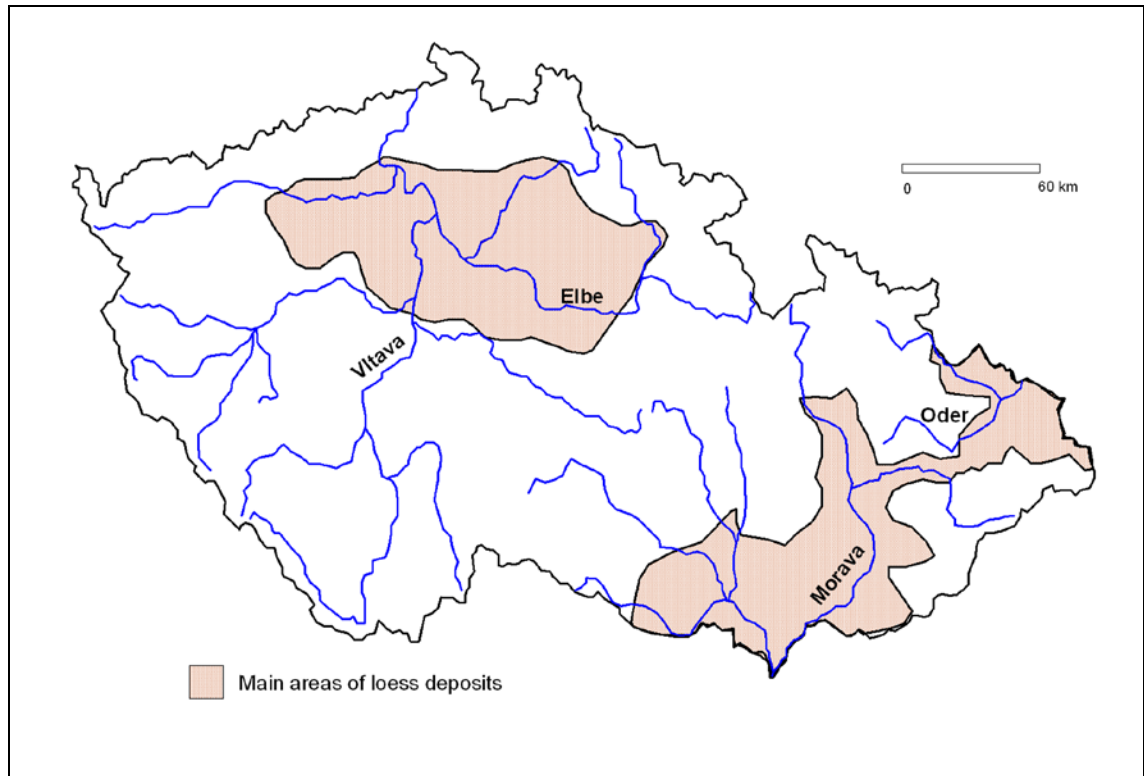 0 60 km
Elbe
Vltava
Oder
Morava
Main areas of loess deposits